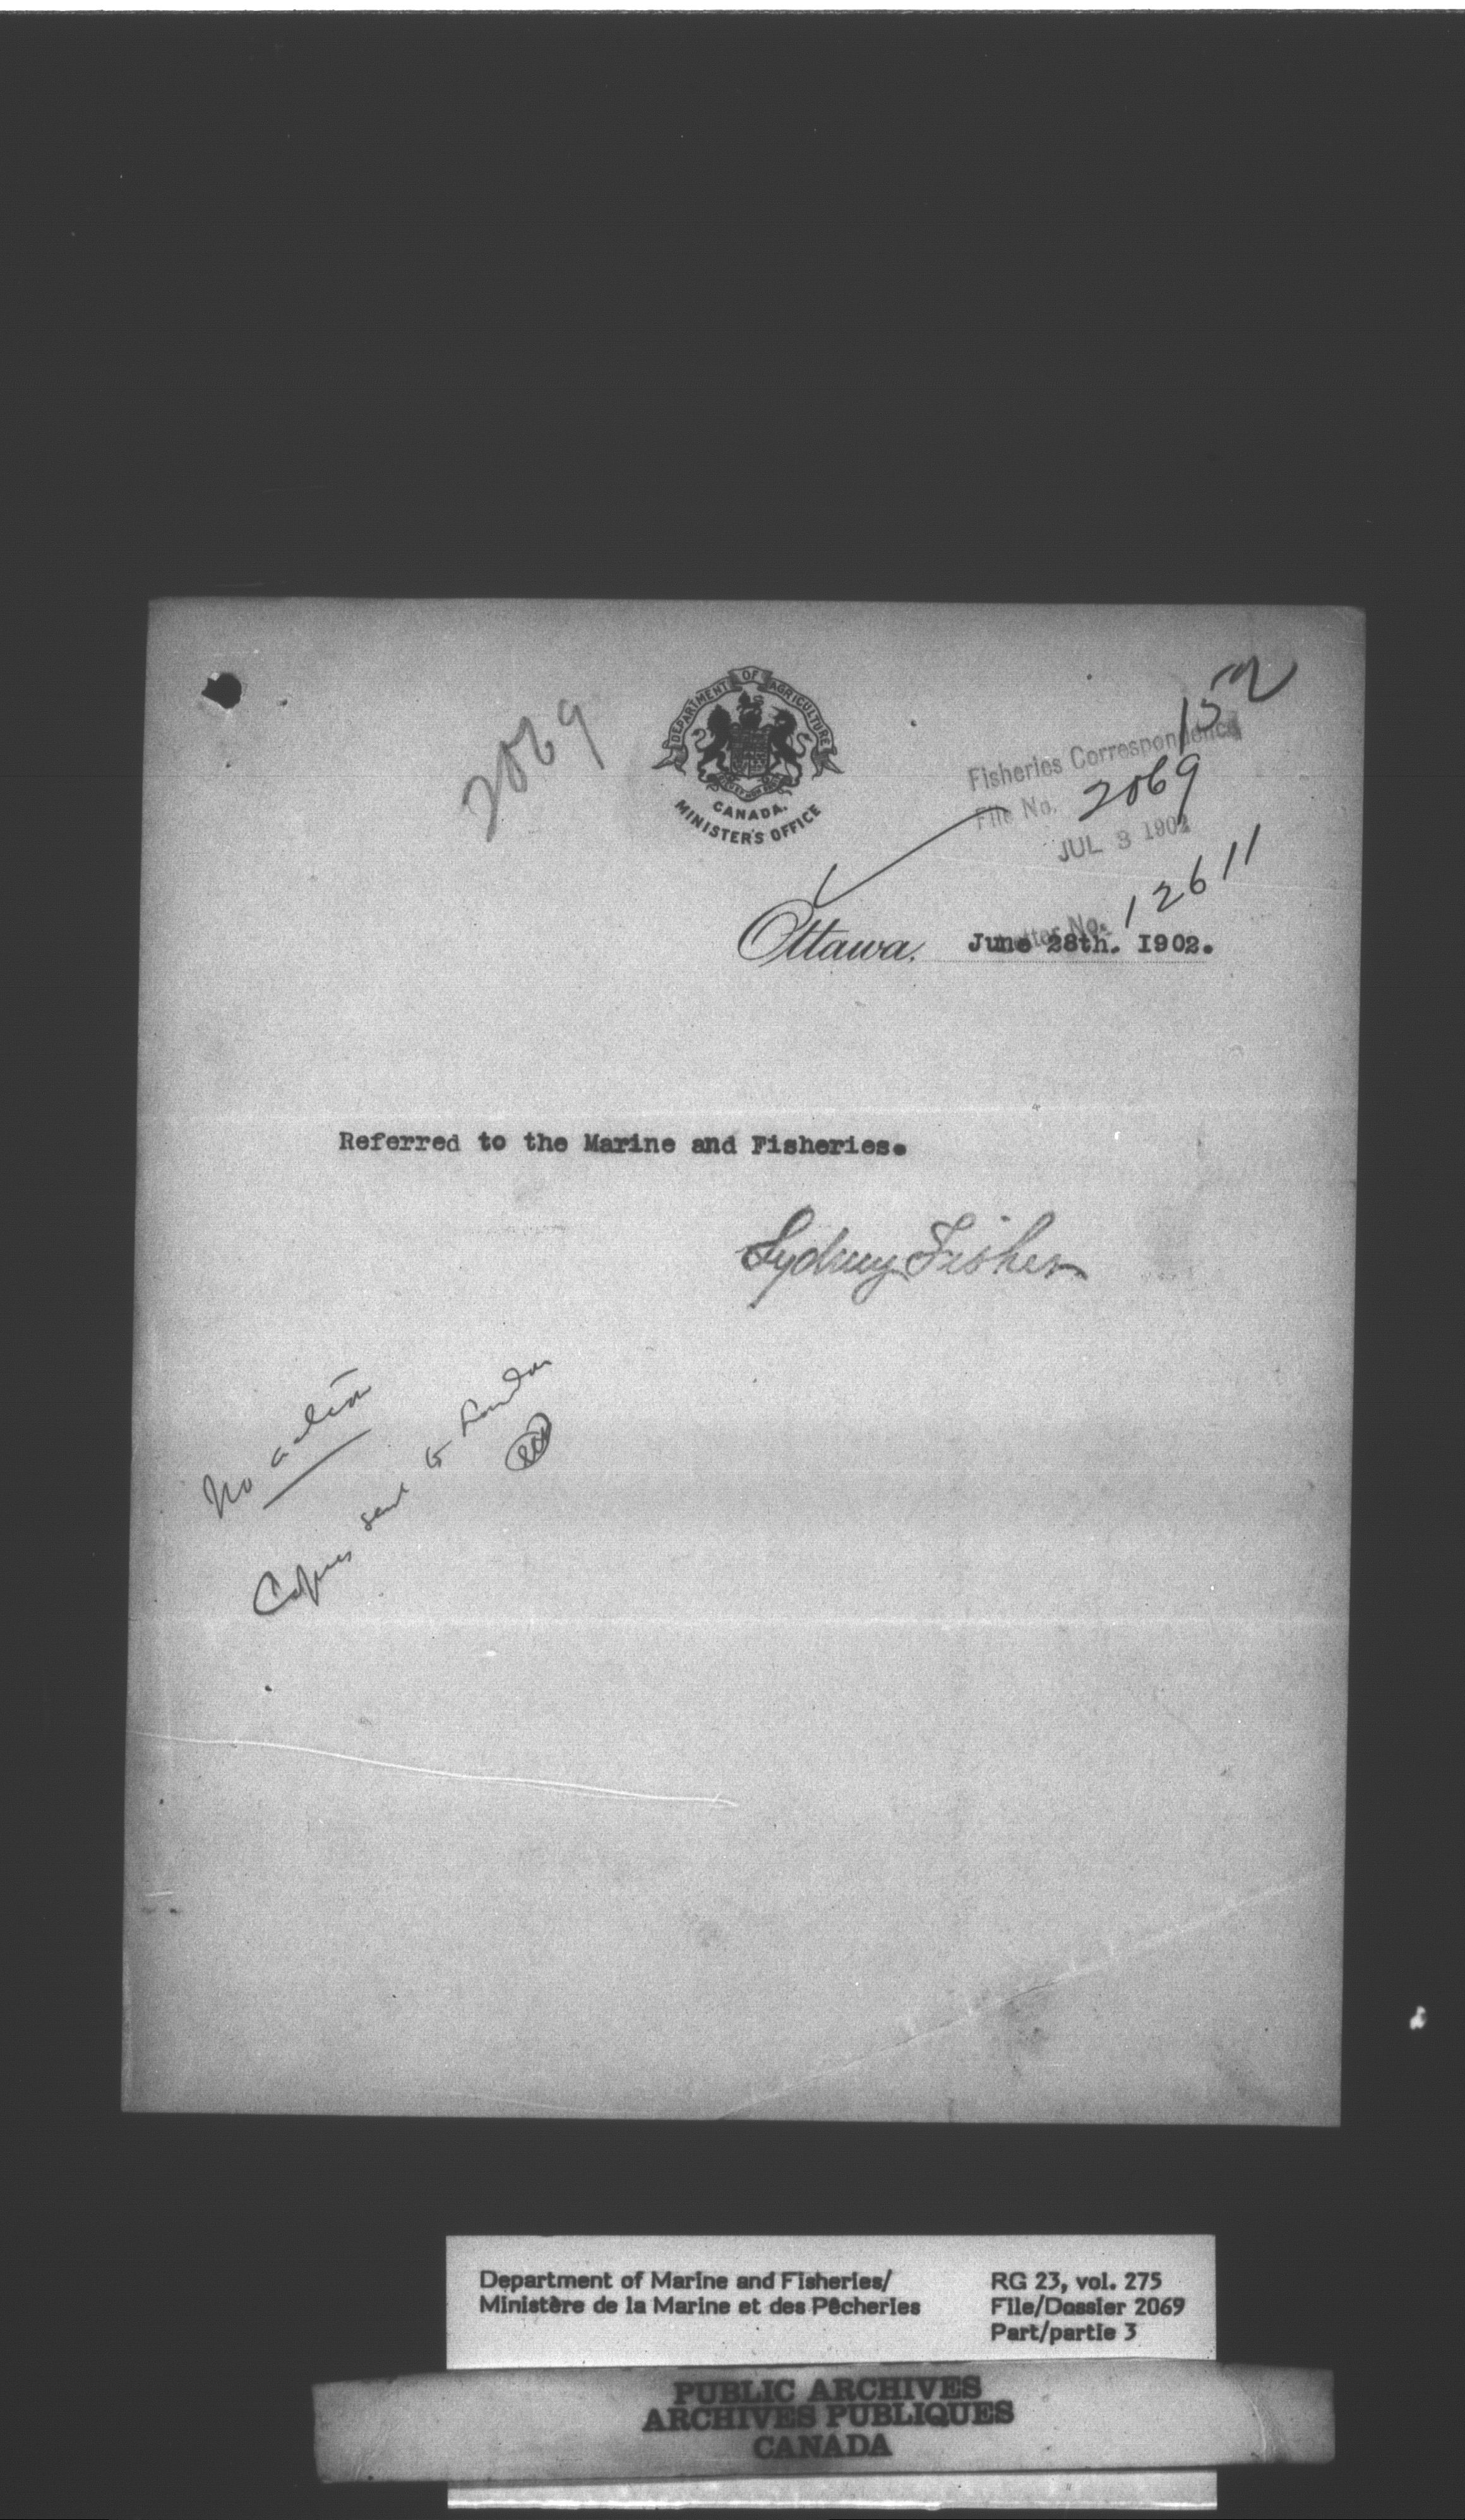 152
2069
DEPARTMENT OF AGRICULTURE
CANADA.
MINISTER'S OFFICE
Fisheries Correspondence
File No. 2069
JUL 3 1902
Letter No. 12611
Ottawa, June 28th. 1902.
Referred to the Marine and Fisheries.
Sydney Fisher
No action
Copies sent to London
Department of Marine and Fisheries/
Ministère de la Marine et des Pêcheries
RG 23, vol. 275
File/Dossier 2069
Part/partie 3
PUBLIC ARCHIVES
ARCHIVES PUBLIQUES
CANADA